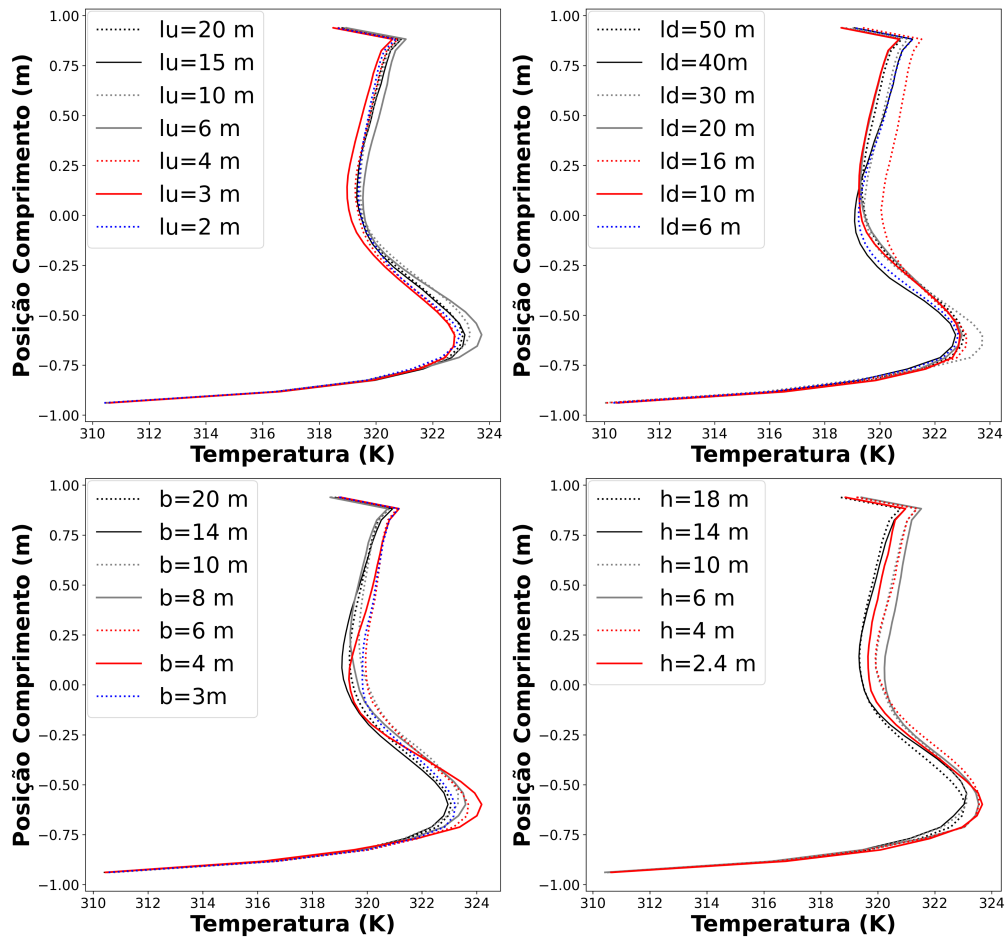 Posição Comprimento (m)
1.00
0.75
0.50
0.25
0.00
−0.25
−0.50
−0.75
−1.00
lu=20 m
lu=15 m
lu=10 m
lu=6 m
lu=4 m
lu=3 m
lu=2 m
310 312 314 316 318 320 322 324
Temperatura (K)
Posição Comprimento (m)
1.00
0.75
0.50
0.25
0.00
−0.25
−0.50
−0.75
−1.00
ld=50 m
ld=40m
ld=30 m
ld=20 m
ld=16 m
ld=10 m
ld=6 m
310 312 314 316 318 320 322 324
Temperatura (K)
Posição Comprimento (m)
1.00
0.75
0.50
0.25
0.00
−0.25
−0.50
−0.75
−1.00
b=20 m
b=14 m
b=10 m
b=8 m
b=6 m
b=4 m
b=3m
310 312 314 316 318 320 322 324
Temperatura (K)
Posição Comprimento (m)
1.00
0.75
0.50
0.25
0.00
−0.25
−0.50
−0.75
−1.00
h=18 m
h=14 m
h=10 m
h=6 m
h=4 m
h=2.4 m
310 312 314 316 318 320 322 324
Temperatura (K)